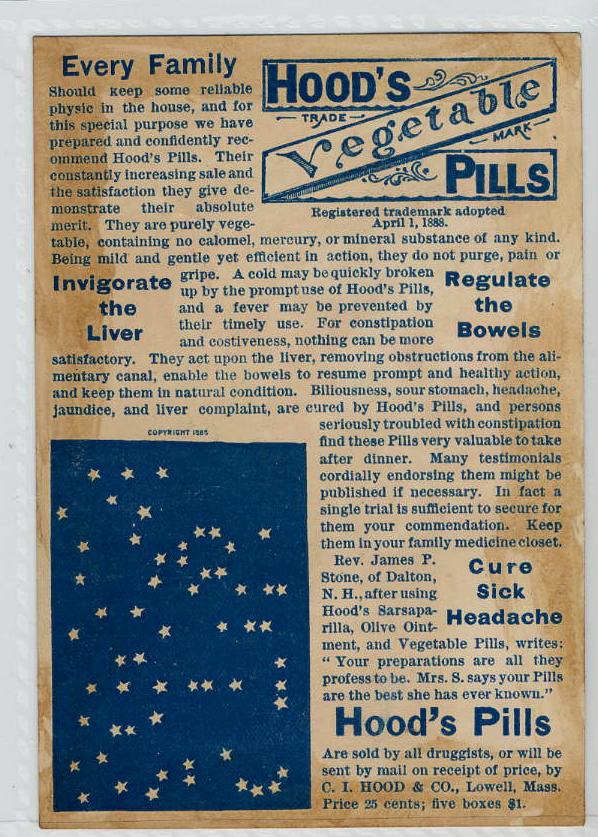 Every Family
Should keep some reliable
physic in the house, and for
this special purpose we have
prepared and confidently rec-
ommend Hood's Pills. Their
constantly increasing sale and
the satisfaction they give de-
monstrate their absolute
merit. They are purely vege-
HOOD'S
TRADE
Vegetable
MARK
PILLS
Registered trademark adopted
April 1, 1888.
table, containing no calomel, mercury, or mineral substance of any kind.
Being mild and gentle yet efficient in action, they do not purge, pain or
Invigorate
the
Liver
gripe. A cold may be quickly broken
up by the prompt use of Hood's Pills,
and a fever may be prevented by
their timely use. For constipation
and costiveness, nothing can be more
Regulate
the
Bowels
satisfactory. They act upon the liver, removing obstructions from the ali-
mentary canal, enable the bowels to resume prompt and healthy action,
and keep them in natural condition. Biliousness, sour stomach, headache,
jaundice, and liver complaint, are cured by Hood's Pills, and persons
seriously troubled with constipation
find these Pills very valuable to take
after dinner. Many testimonials
cordially endorsing them might be
published if necessary. In fact a
single trial is sufficient to secure for
them your commendation. Keep
them in your family medicine closet.
COPYRIGHT 1885
Rev. James P.
Stone, of Dalton,
N. H., after using
Hood's Sarsapa-
rilla, Olive Oint-
Cure
Sick
Headache
ment, and Vegetable Pills, writes:
"Your preparations are all they
profess to be. Mrs. S. says your Pills
are the best she has ever known."
Hood's Pills
Are sold by all druggists, or will be
sent by mail on receipt of price, by
C. I. HOOD & CO., Lowell, Mass.
Price 25 cents; five boxes $1.